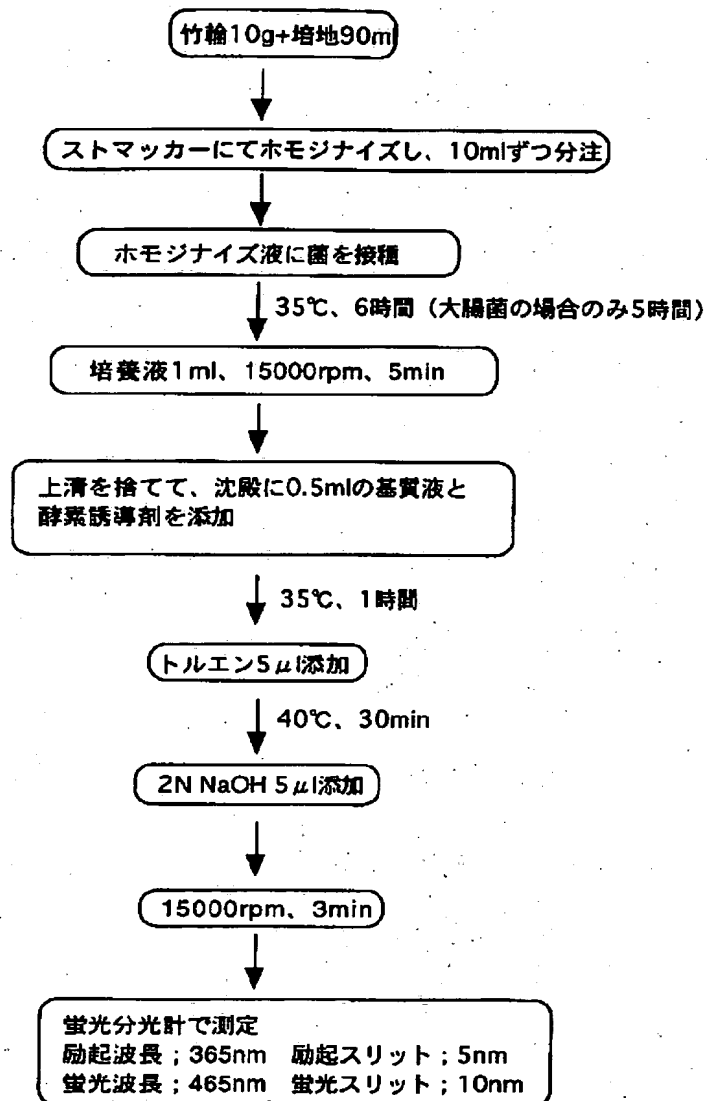 竹輪10g+培地90ml
ストマッカーにてホモジナイズし、10mlずつ分注
ホモジナイズ液に菌を接種
35℃、6時間（大腸菌の場合のみ5時間）
培養液1ml、15000rpm、5min
上清を捨てて、沈殿に0.5mlの基質液と
酵素誘導剤を添加
35℃、1時間
トルエン5μl添加
40℃、30min
2N NaOH 5μl添加
15000rpm、3min
蛍光分光計で測定
励起波長；365nm 励起スリット；5nm
蛍光波長；465nm 蛍光スリット；10nm